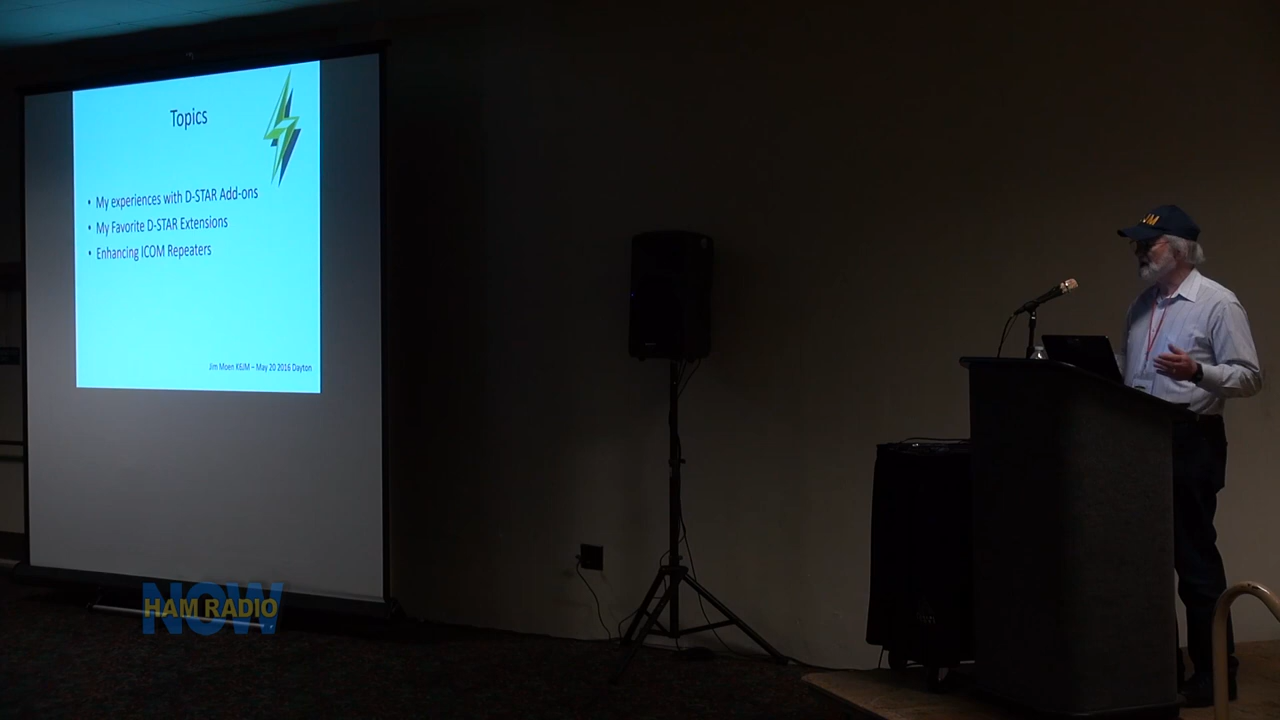 Topics
• My experiences with D-STAR Add-ons
• My Favorite D-STAR Extensions
• Enhancing ICOM Repeaters
Jim Moen K6JM – May 20 2016 Dayton
NOW
HAM RADIO